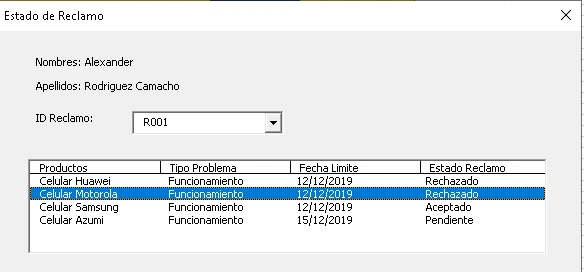 Estado de Reclamo
Nombres: Alexander
Apellidos: Rodriguez Camacho
ID Reclamo: R001
Productos Tipo Problema Fecha Limite Estado Reclamo
Celular Huawei Funcionamiento 12/12/2019 Rechazado
Celular Motorola Funcionamiento 12/12/2019 Rechazado
Celular Samsung Funcionamiento 12/12/2019 Aceptado
Celular Azumi Funcionamiento 15/12/2019 Pendiente